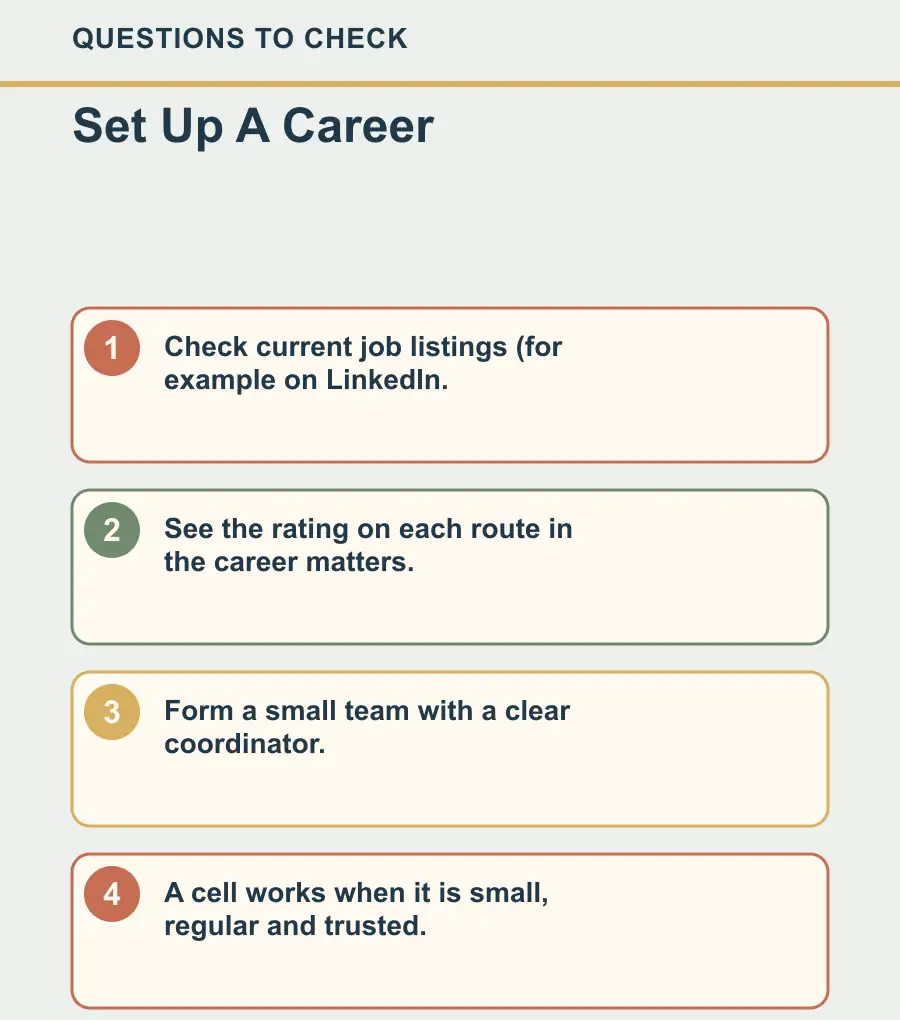 QUESTIONS TO CHECK
Set Up A Career
1
Check current job listings (for
example on LinkedIn.
2
See the rating on each route in
the career matters.
3
Form a small team with a clear
coordinator.
4
A cell works when it is small,
regular and trusted.